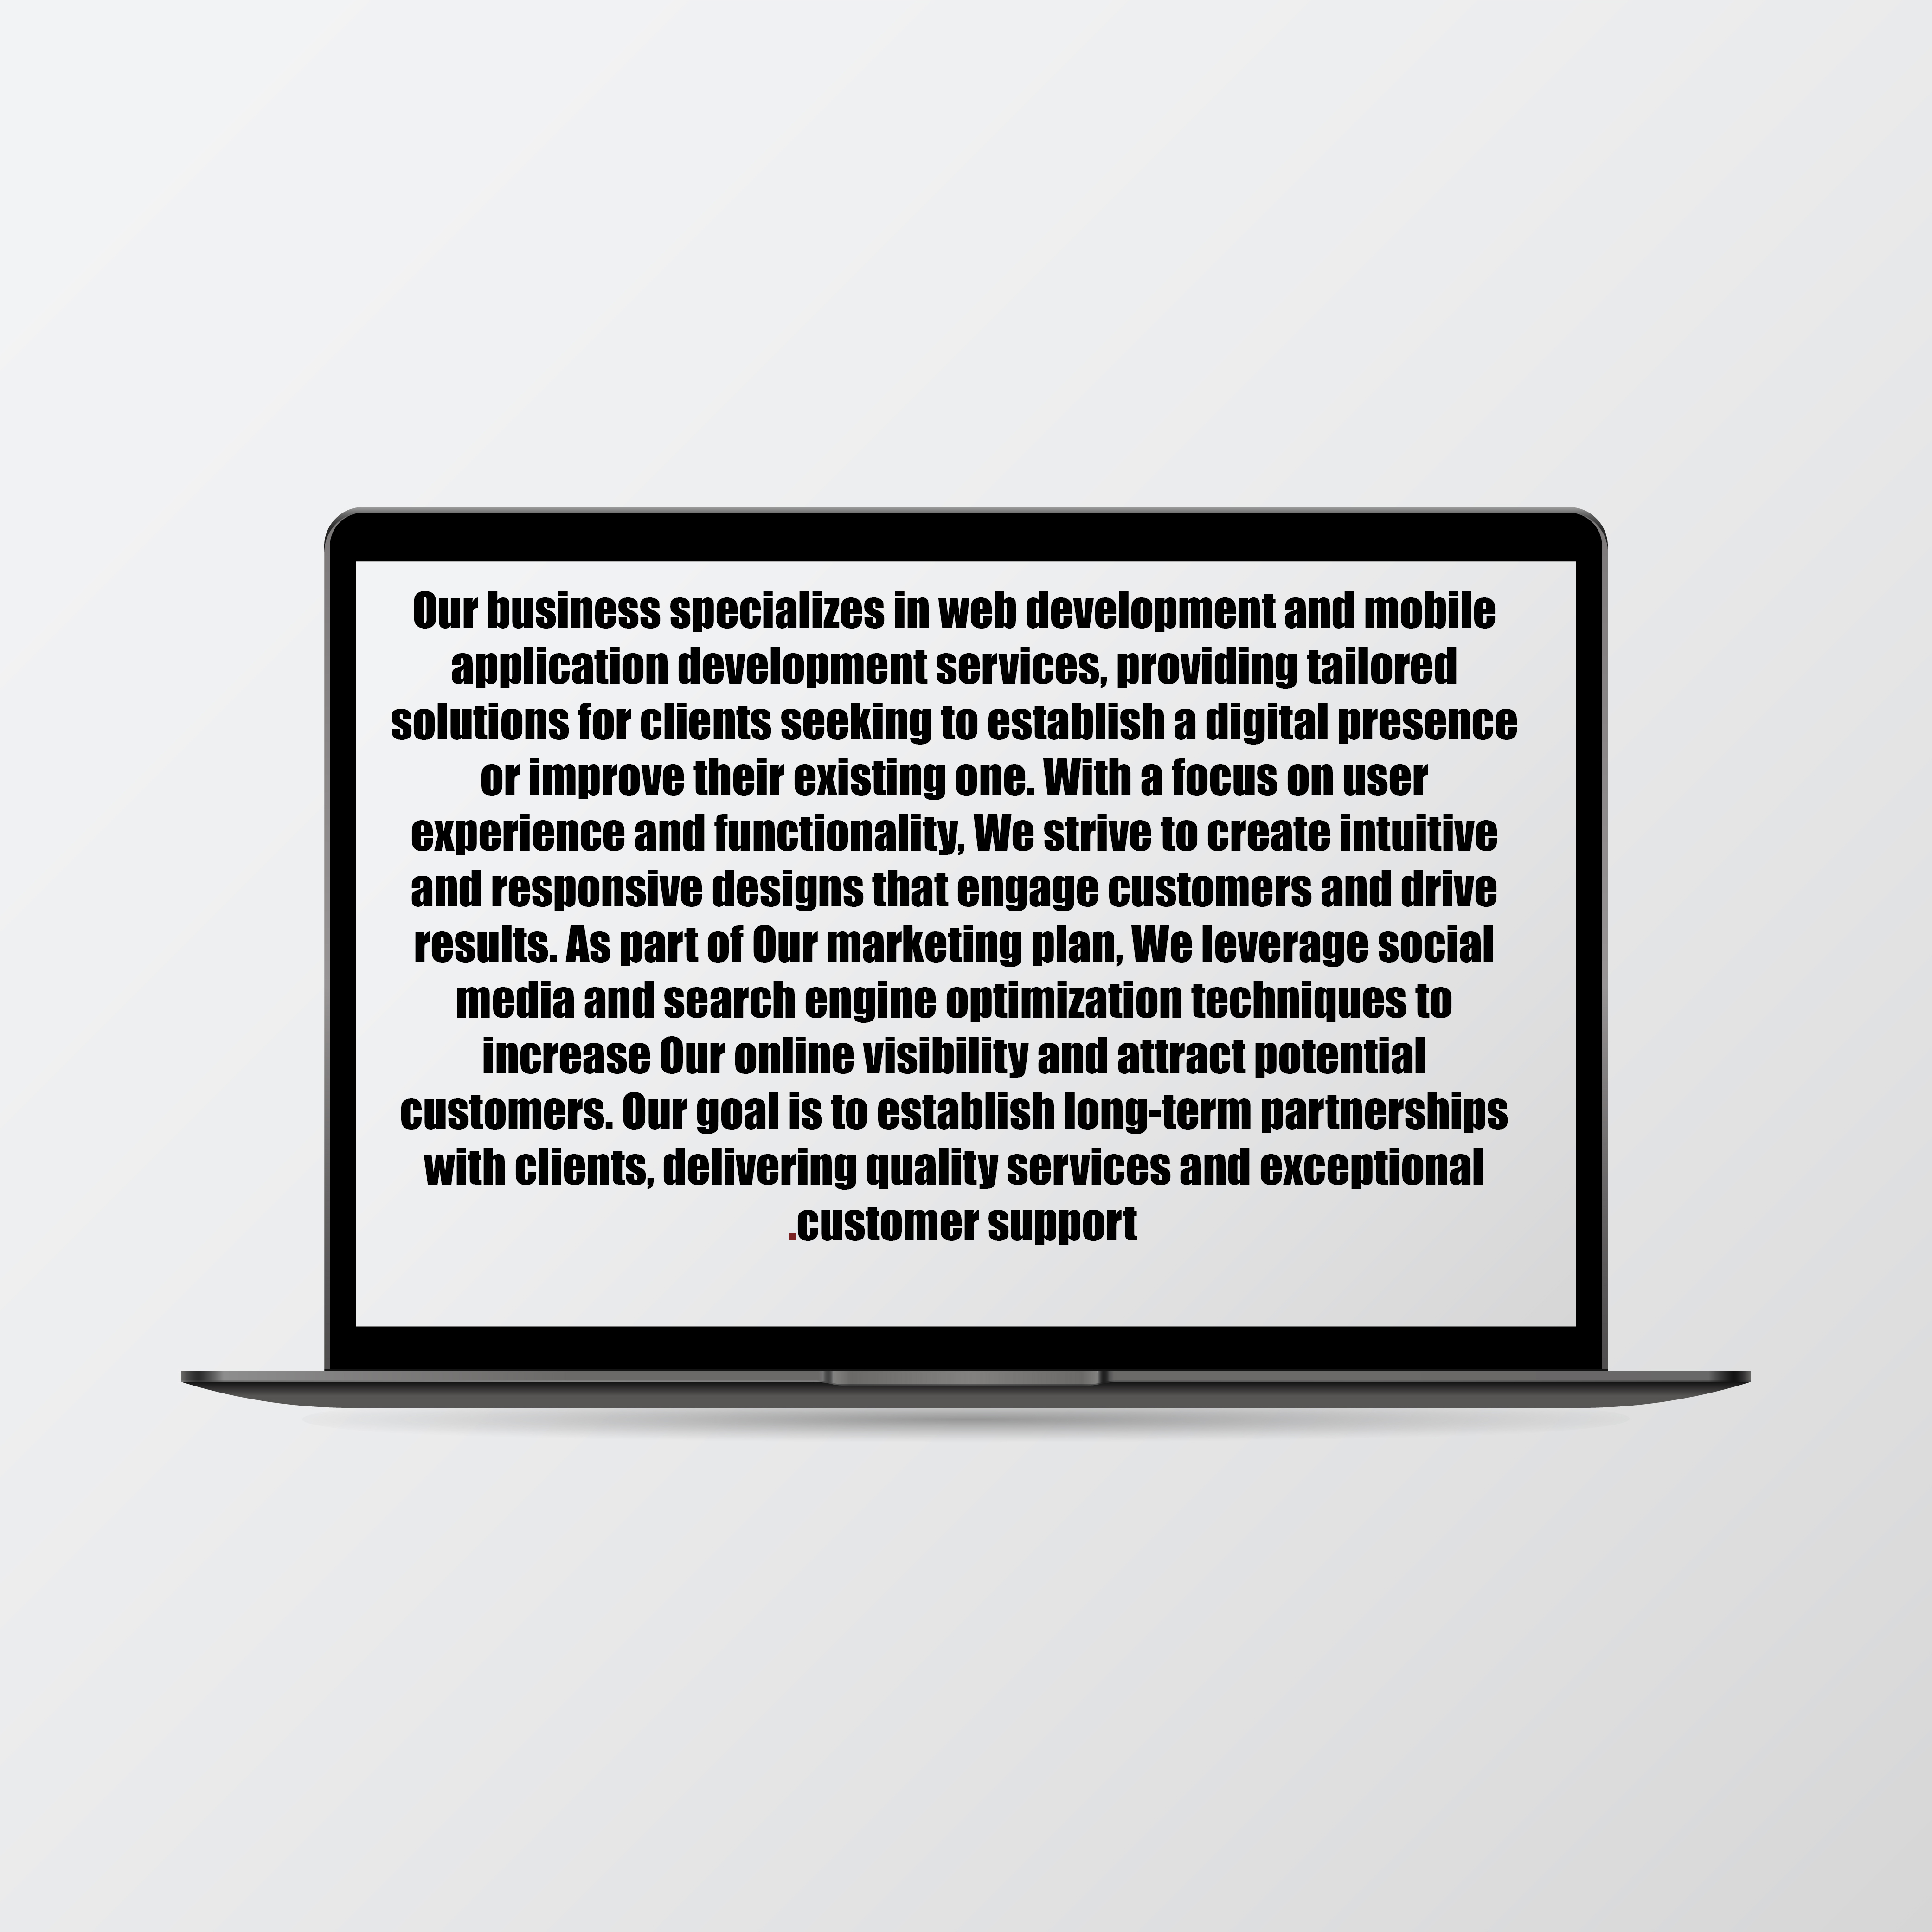 Our business specializes in web development and mobile
application development services, providing tailored
solutions for clients seeking to establish a digital presence
or improve their existing one. With a focus on user
experience and functionality, We strive to create intuitive
and responsive designs that engage customers and drive
results. As part of Our marketing plan, We leverage social
media and search engine optimization techniques to
increase Our online visibility and attract potential
customers. Our goal is to establish long-term partnerships
with clients, delivering quality services and exceptional
.customer support